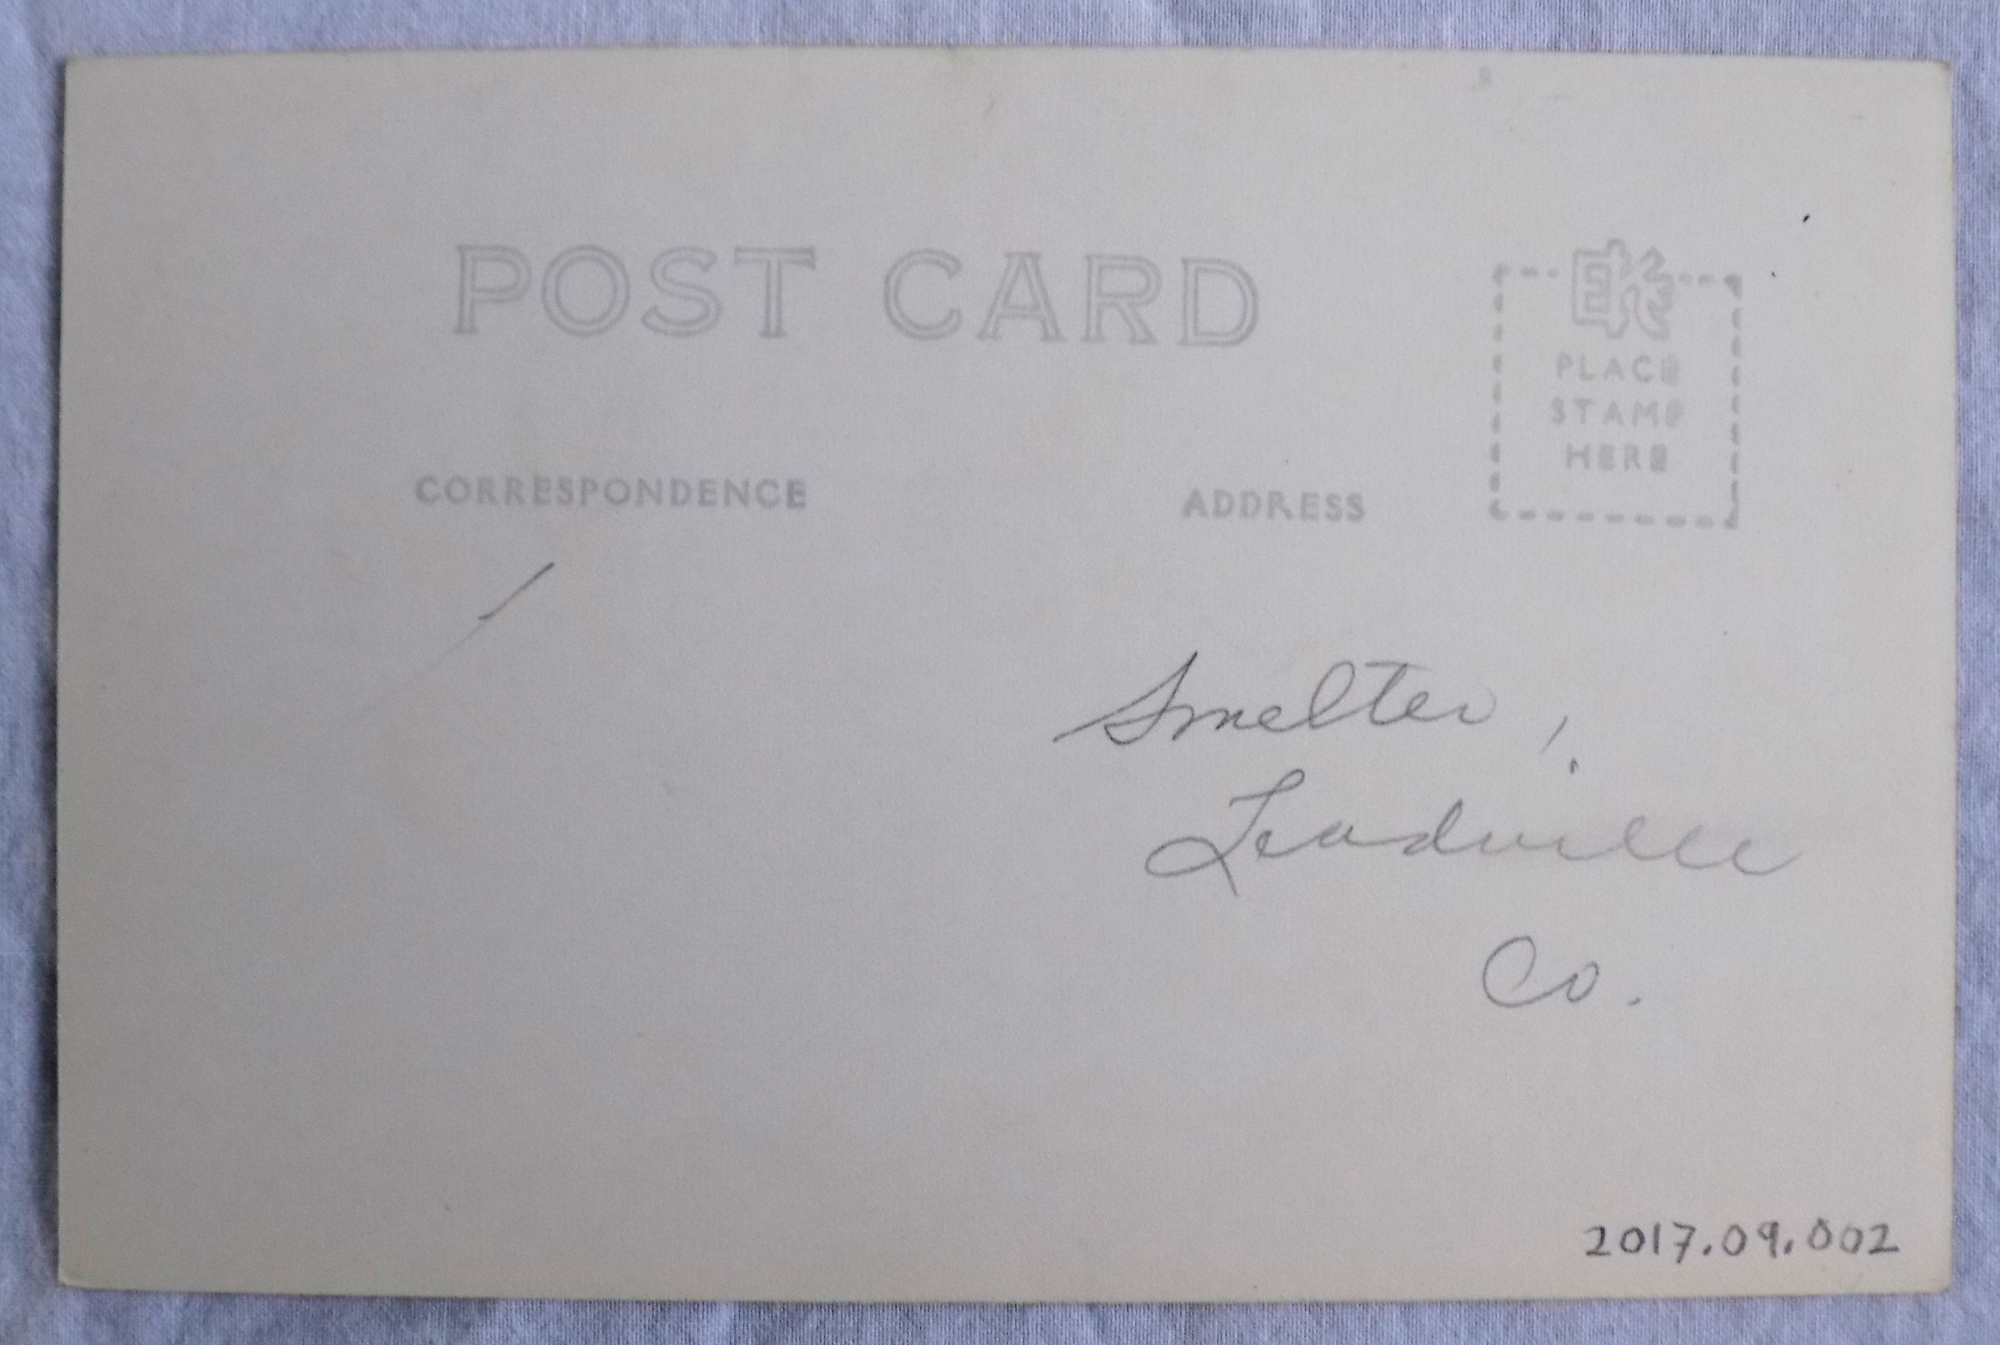 POST CARD
PLACE
STAMP
HERE
CORRESPONDENCE
ADDRESS
Smelter,
Leadville
Co.
2017.09.002